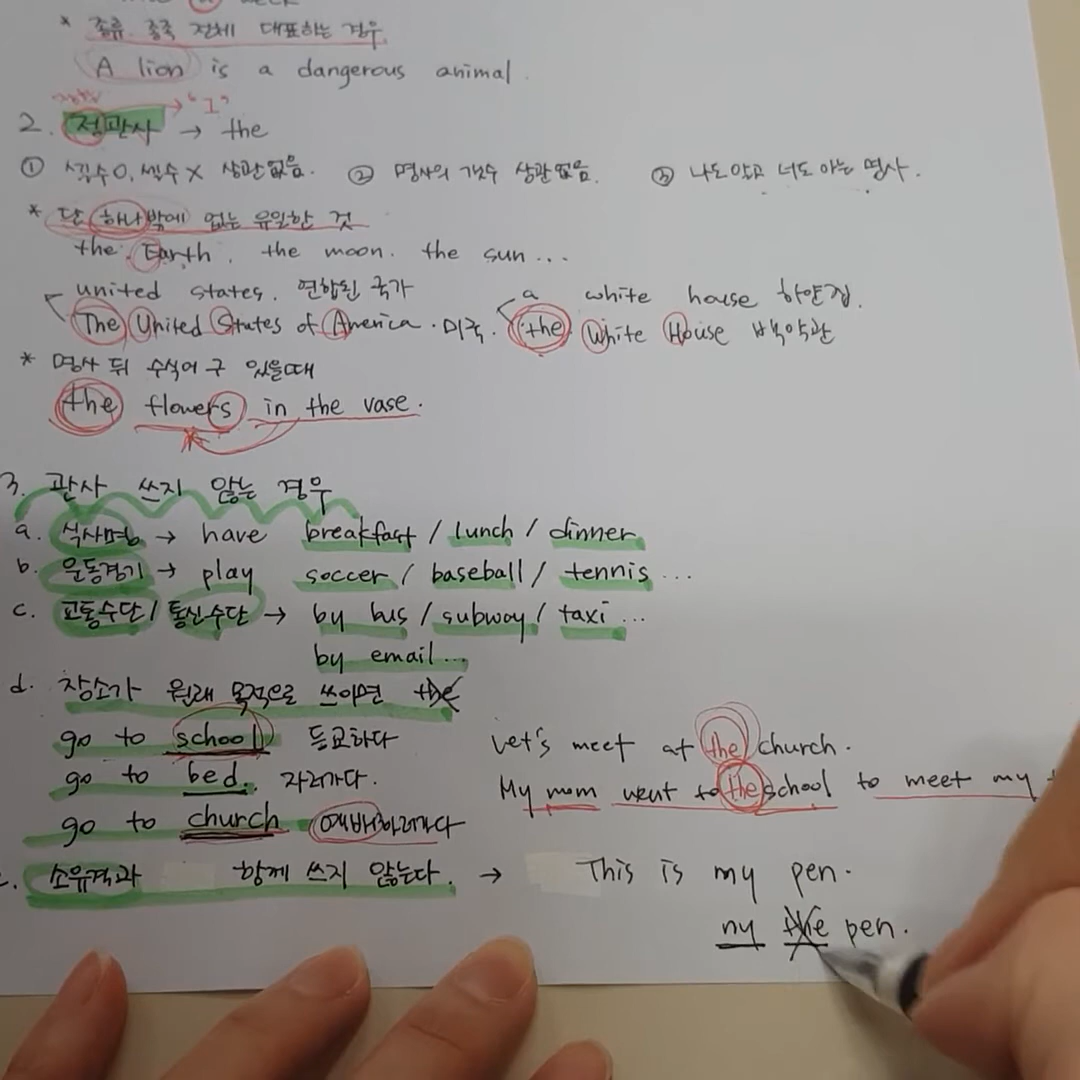 * 종류, 종족 전체 대표하는 경우
A lion is a dangerous animal.
→ "1"
2. 정관사 → the
① 셀수O, 셀수X 상관없음. ② 명사의 갯수 상관없음. ③ 나도 알고 너도 아는 명사.
* 단 하나밖에 없는 유일한 것
the Earth, the moon, the sun...
united states. 연합된 국가 a white house 하얀집.
The United States of America. 미국. the White House 백악관
* 명사 뒤 수식어구 있을때
the flowers in the vase.
3. 관사 쓰지 않는 경우
a. 식사명 → have breakfast / lunch / dinner
b. 운동경기 → play soccer / baseball / tennis ...
c. 교통수단 / 통신수단 → by bus / subway / taxi ...
by email...
d. 장소가 원래 목적으로 쓰이면 the
go to school 등교하다 Let's meet at the church.
go to bed. 자러가다. My mom went to the school to meet my
go to church 예배하러가다
소유격과 함께 쓰지 않는다. → This is my pen.
my the pen.